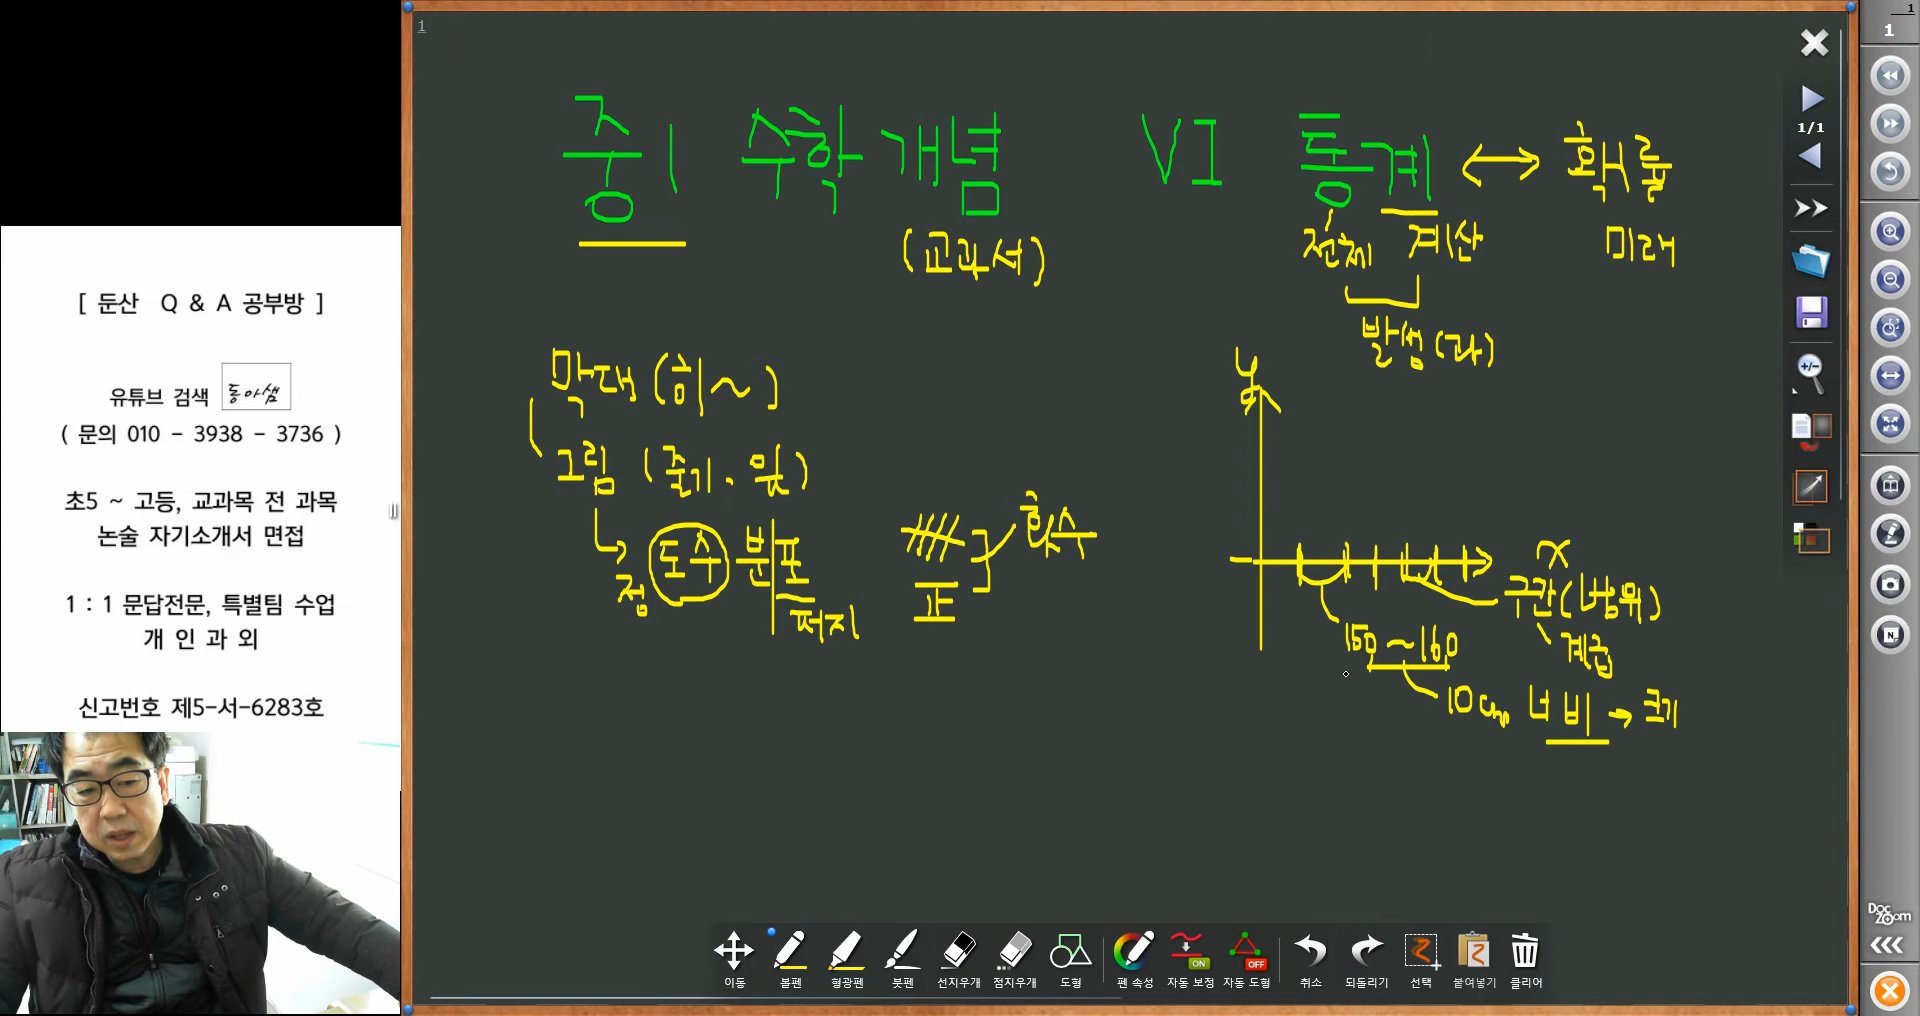 [ 둔산 Q & A 공부방 ]
유튜브 검색 동아샘
( 문의 010 - 3938 - 3736 )
초5 ~ 고등, 교과목 전 과목
논술 자기소개서 면접
1 : 1 문답전문, 특별팀 수업
개 인 과 외
신고번호 제5-서-6283호
1
중1 수학 개념 VI 통계 ↔ 확률
(교과서)
전체 계산 미래
발생(과)
막대 (히~)
그림 (줄기.잎)
점
도수 분포
퍼지
正
횟수
y
x
구간(범위)
계급
150~160
10cm 너비 → 크기
이동
볼펜
형광펜
붓펜
선지우개
점지우개
도형
펜 속성
ON
자동 보정
OFF
자동 도형
취소
되돌리기
선택
붙여넣기
클리어
1/1
+/-
1
1
N
Doc
Zoom